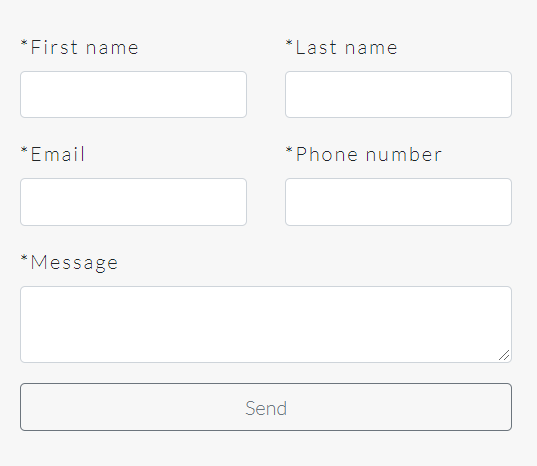 *First name
*Last name
*Email
*Phone number
*Message
Send